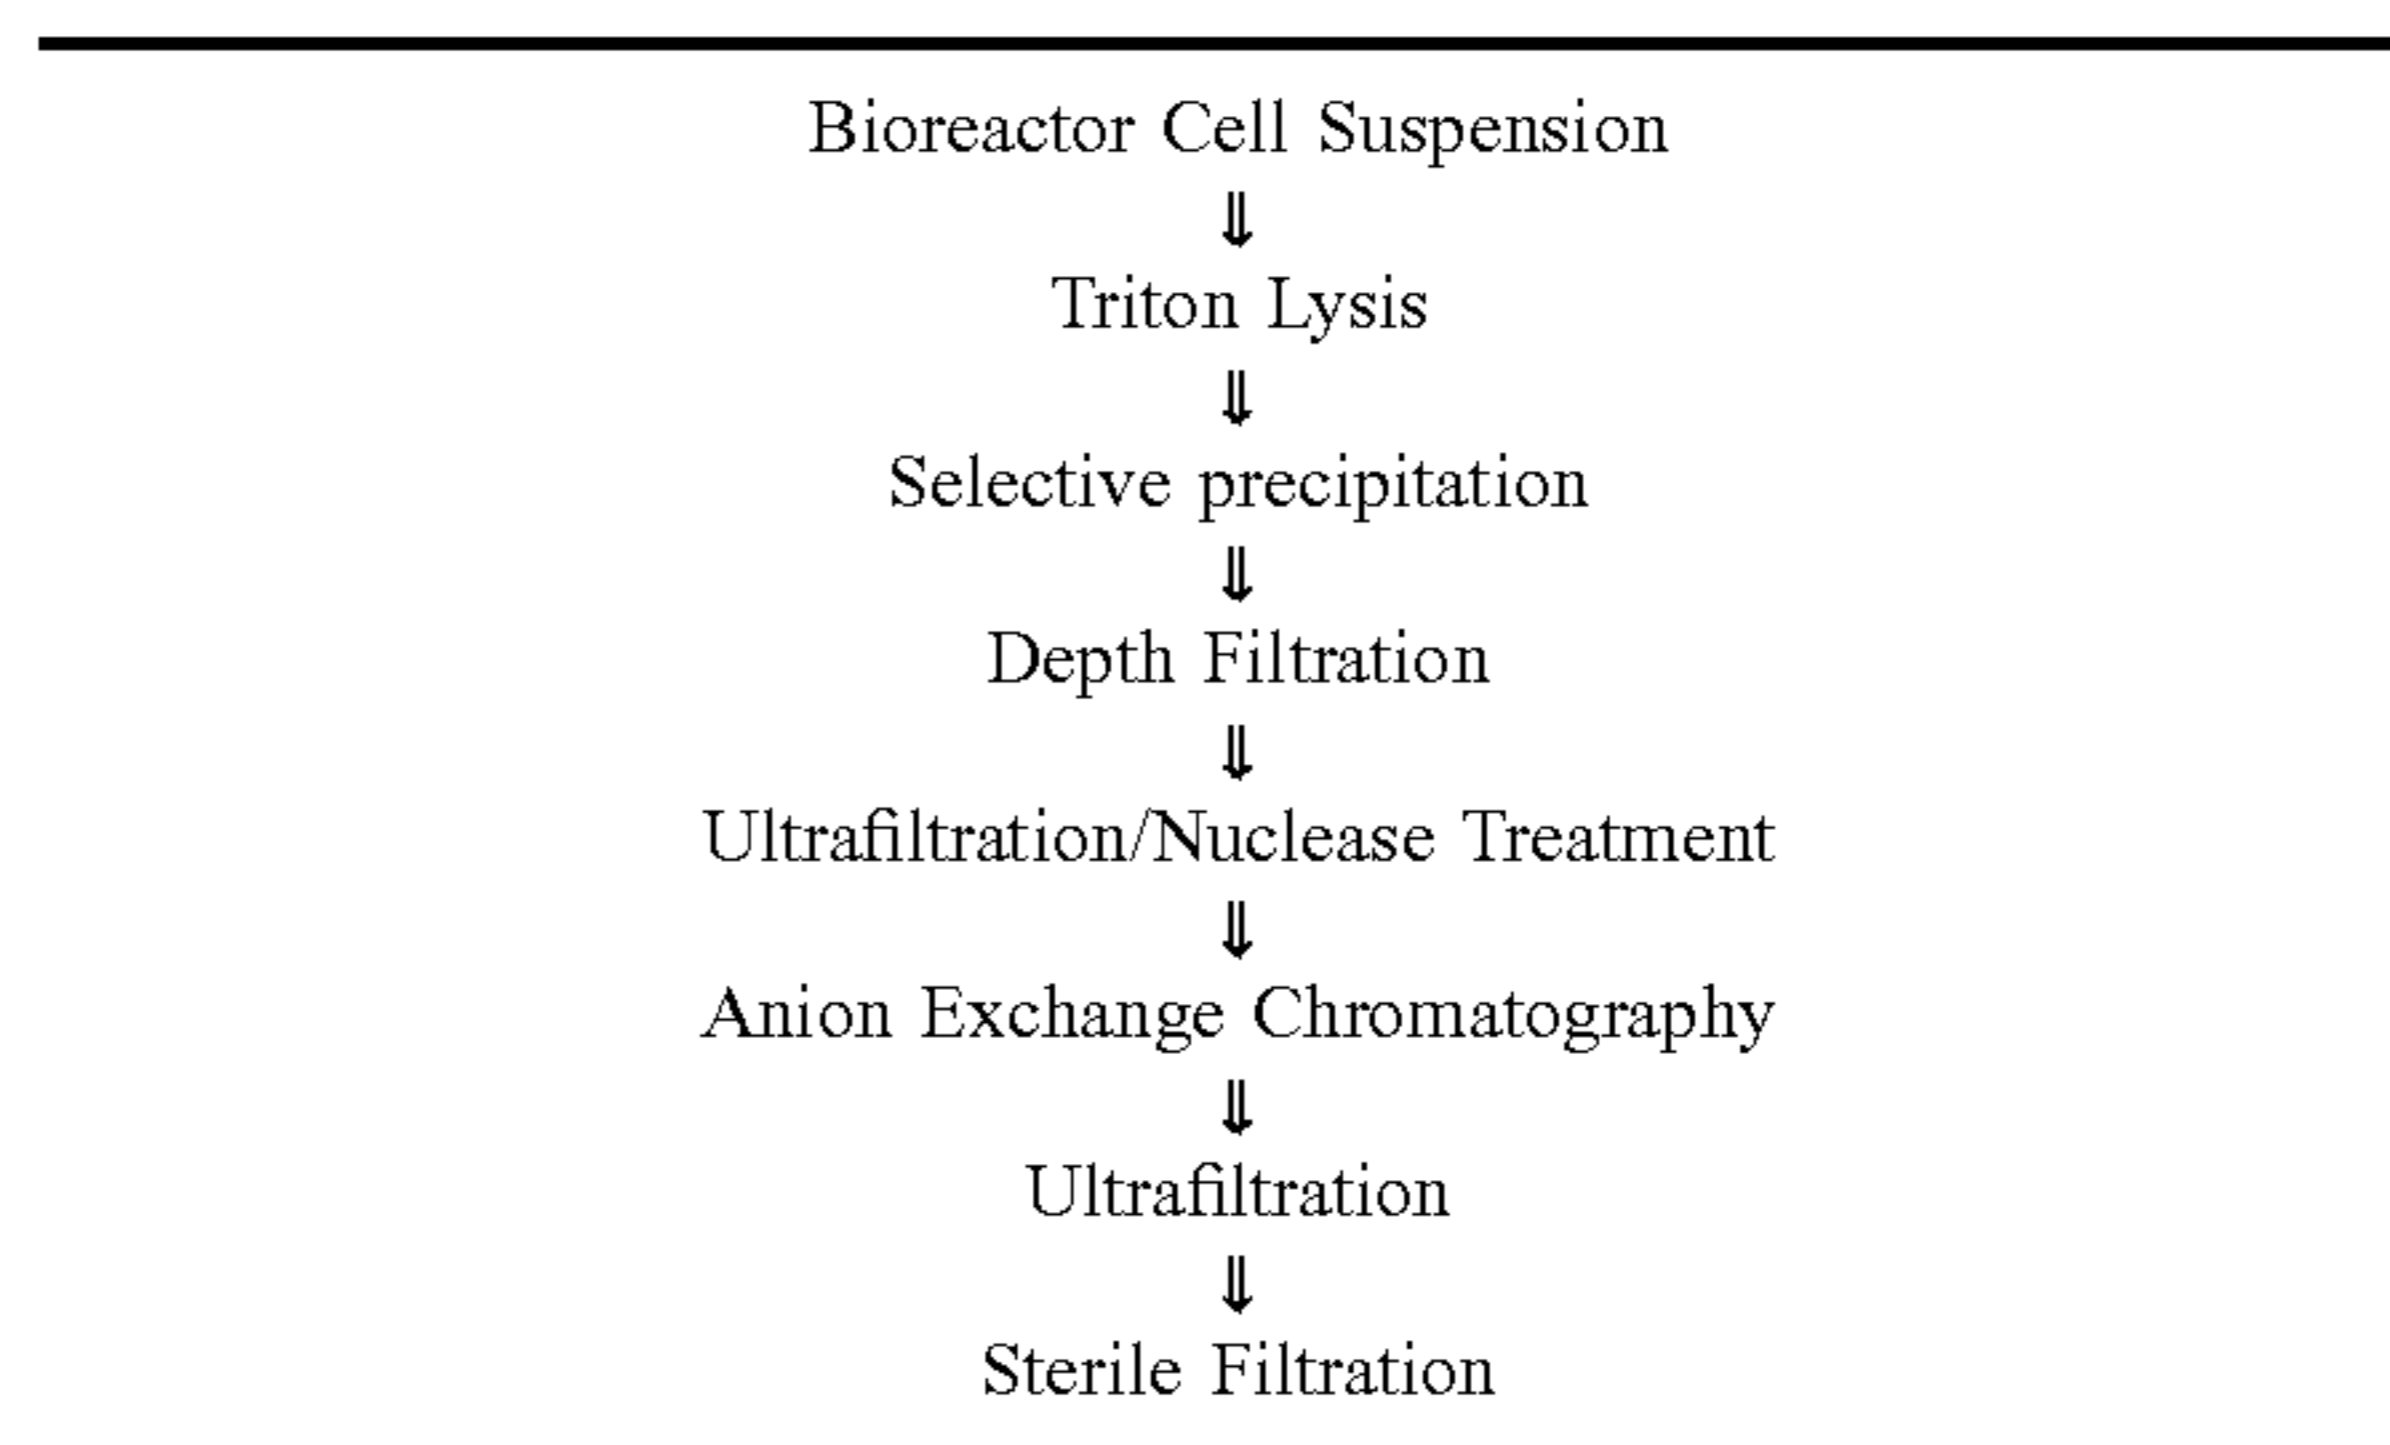 Bioreactor Cell Suspension
⇓
Triton Lysis
⇓
Selective precipitation
⇓
Depth Filtration
⇓
Ultrafiltration/Nuclease Treatment
⇓
Anion Exchange Chromatography
⇓
Ultrafiltration
⇓
Sterile Filtration